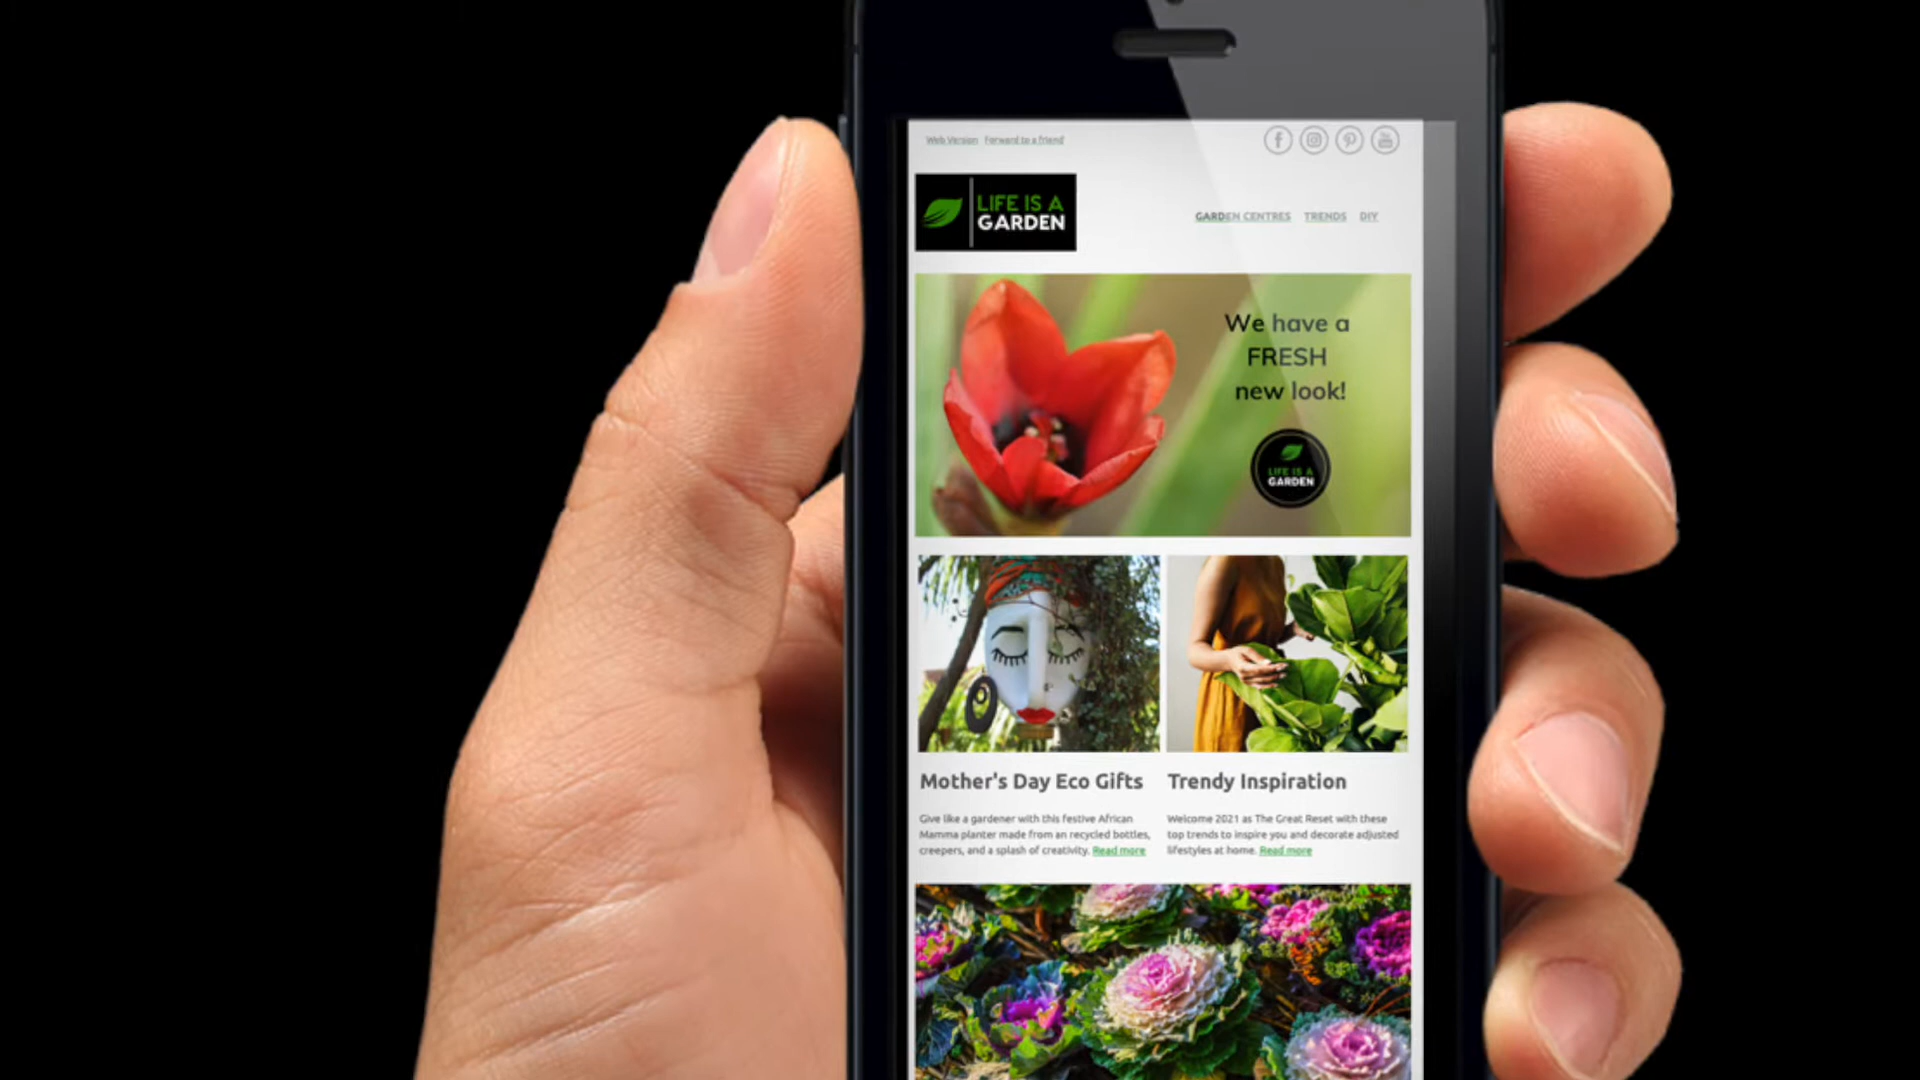 Web Version Forward to a friend
LIFE IS A
GARDEN
GARDEN CENTRES TRENDS DIY
We have a
FRESH
new look!
LIFE IS A
GARDEN
Mother's Day Eco Gifts
Give like a gardener with this festive African
Mamma planter made from an recycled bottles,
creepers, and a splash of creativity. Read more
Trendy Inspiration
Welcome 2021 as The Great Reset with these
top trends to inspire you and decorate adjusted
lifestyles at home. Read more